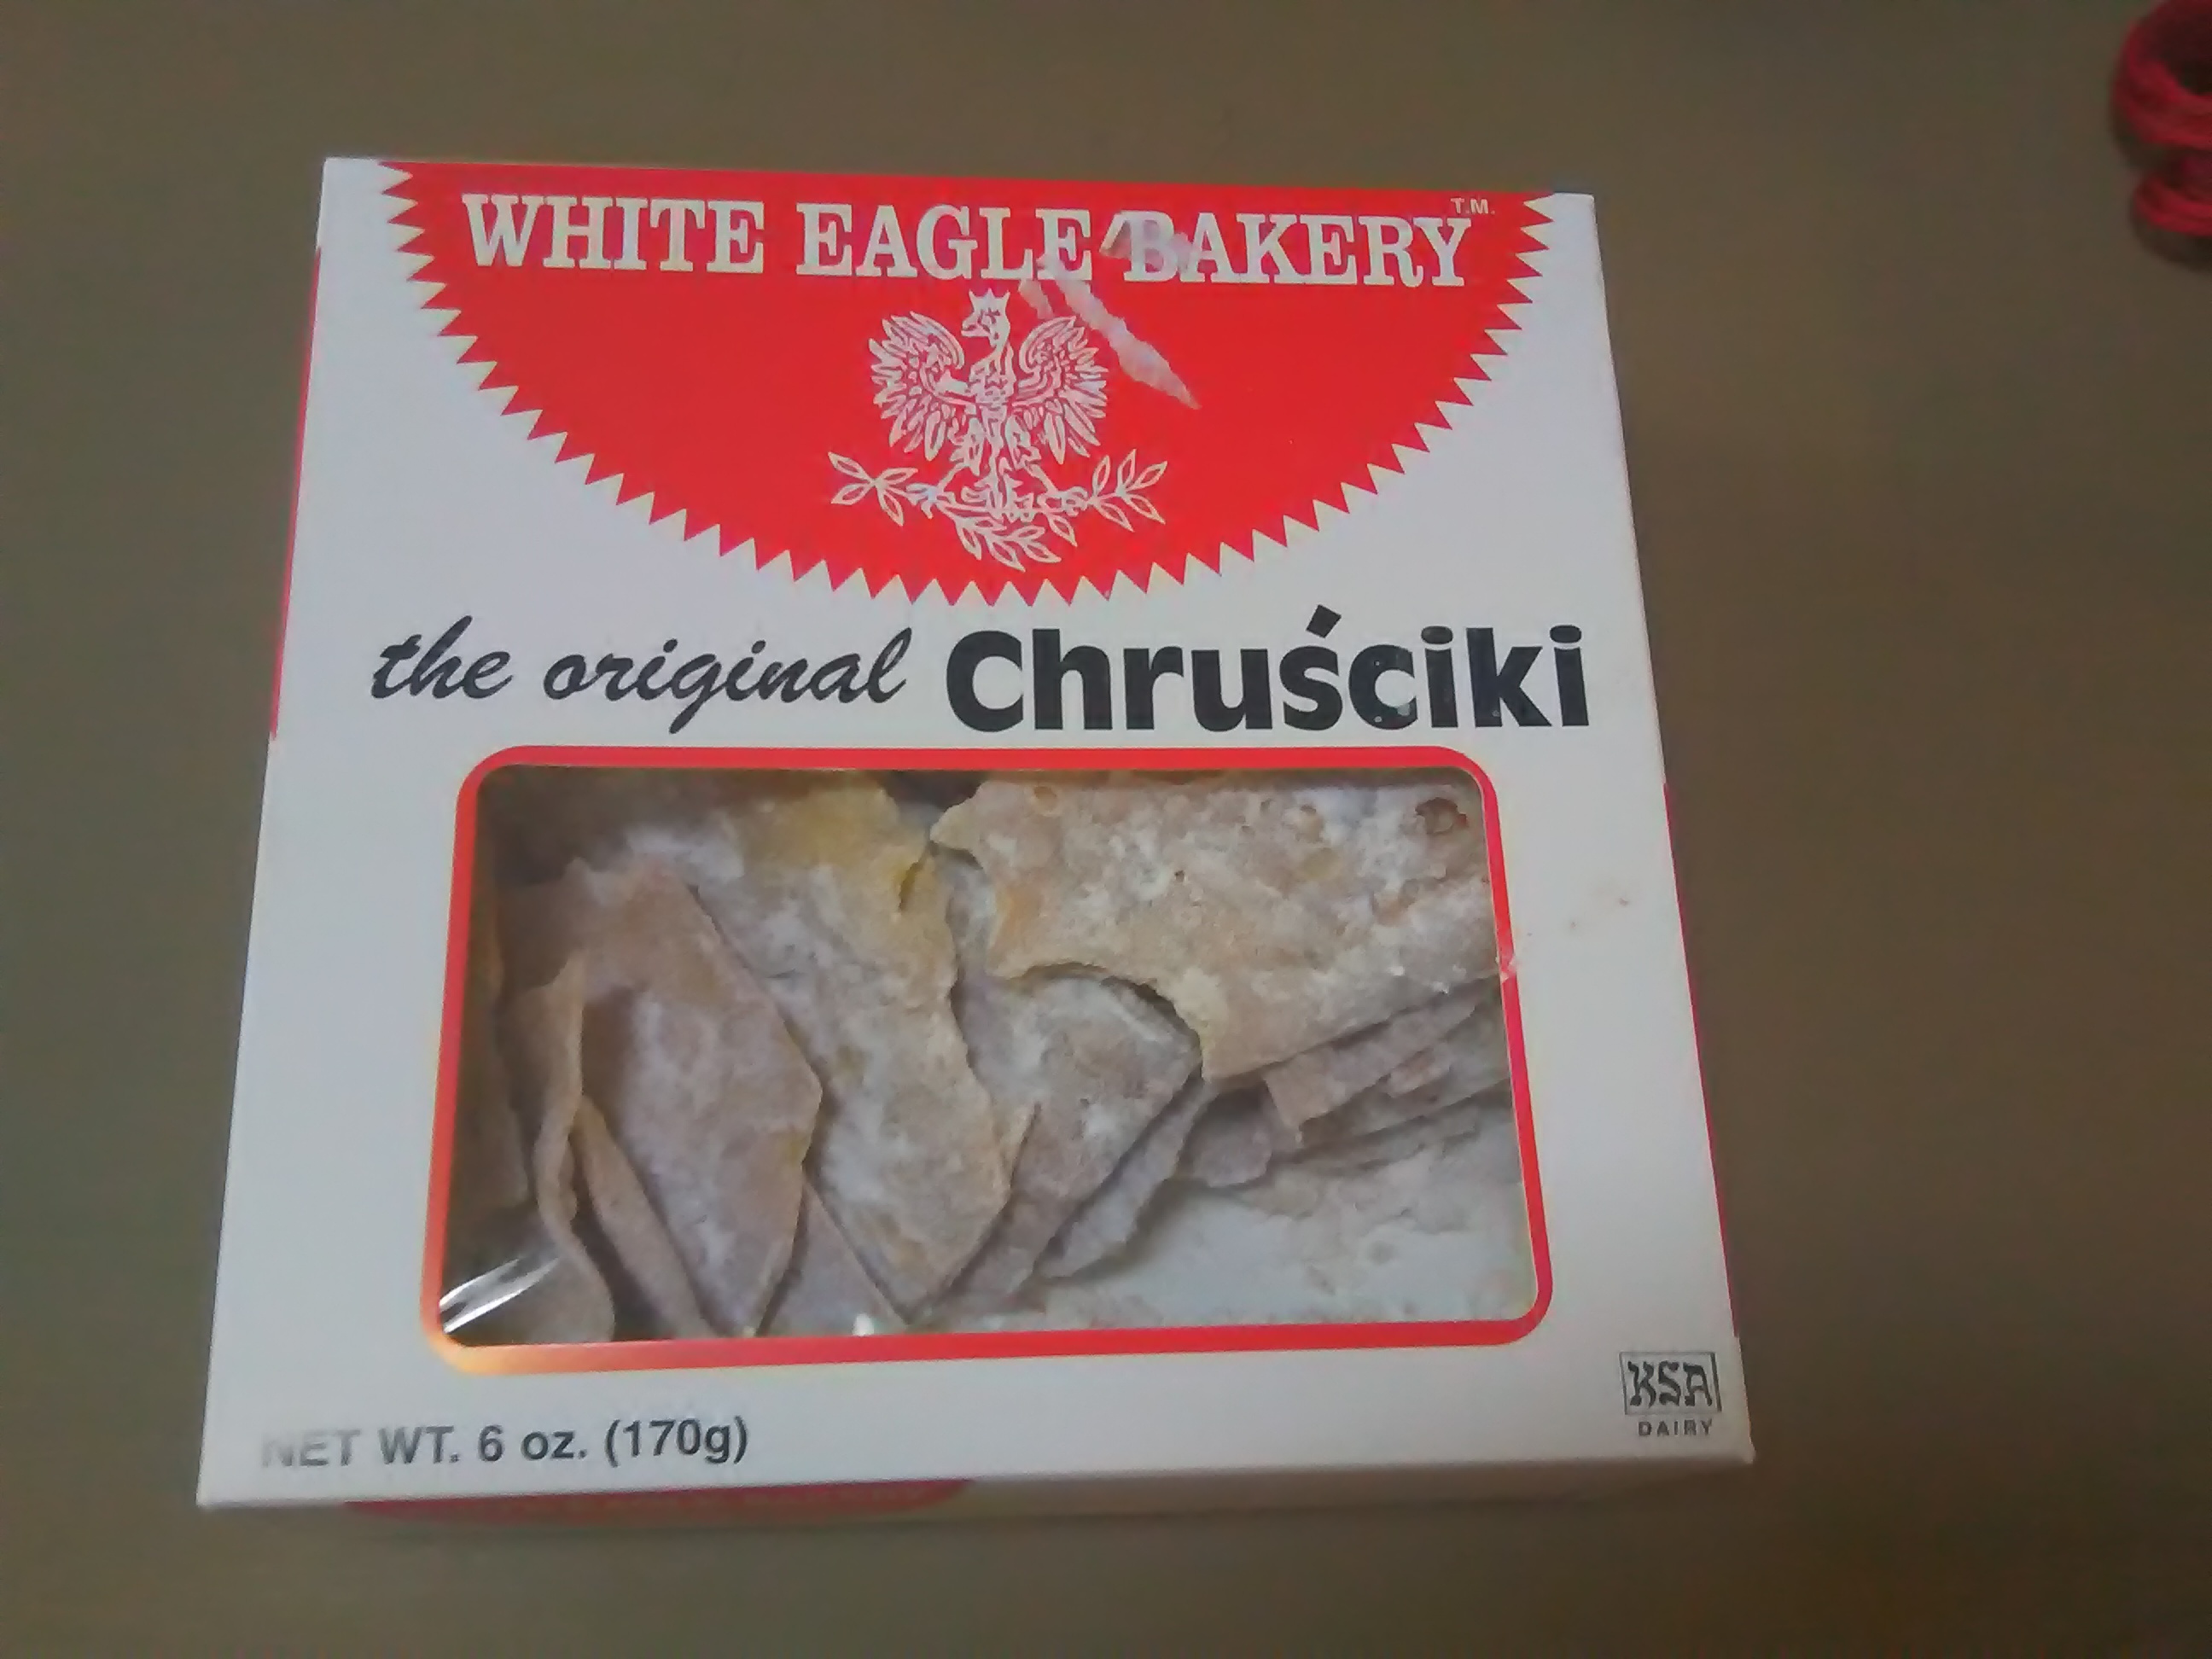 WHITE EAGLE BAKERY T.M.
the original Chruściki
NET WT. 6 oz. (170g)
KSA
DAIRY